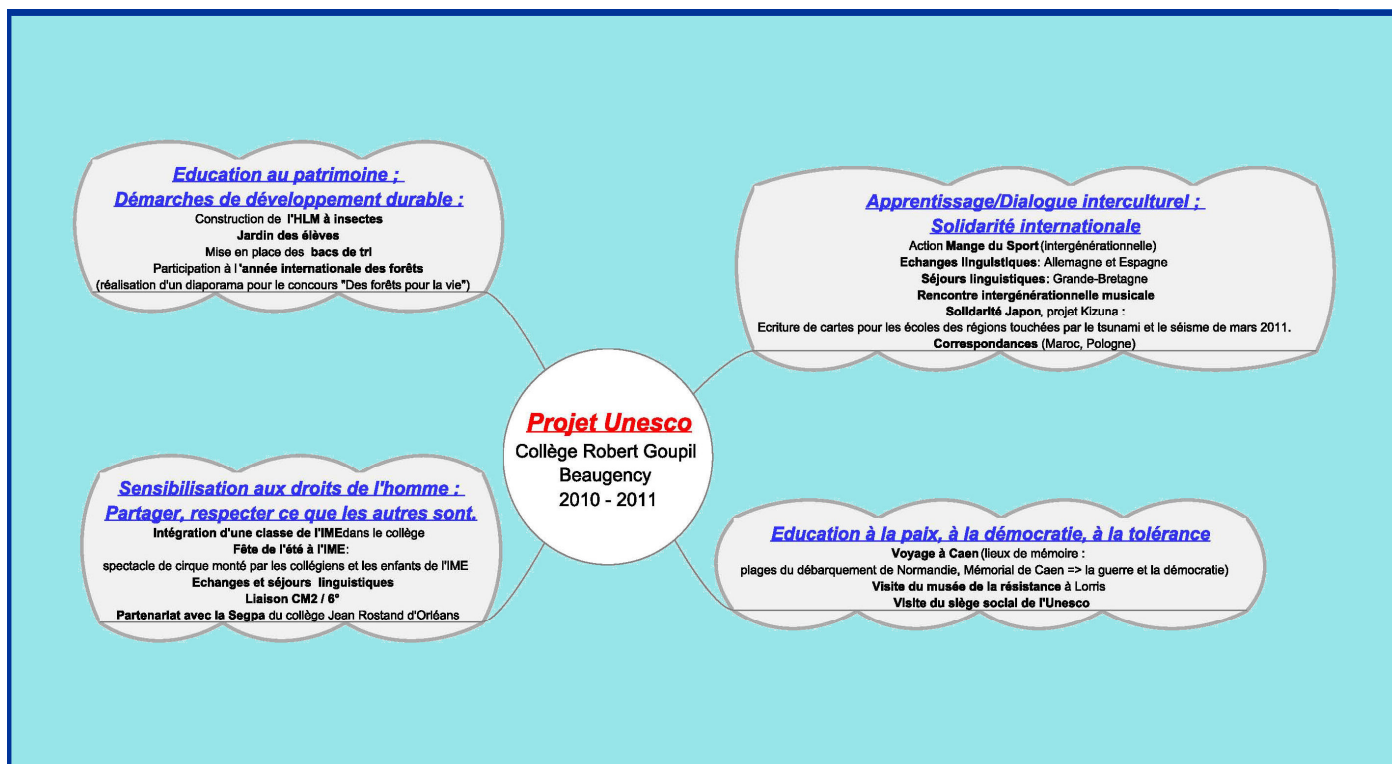 Education au patrimoine ;
Démarches de développement durable :
Construction de l'HLM à insectes
Jardin des élèves
Mise en place des bacs de tri
Participation à l'année internationale des forêts
(réalisation d'un diaporama pour le concours "Des forêts pour la vie")
Apprentissage/Dialogue interculturel ;
Solidarité internationale
Action Mange du Sport (intergénérationnelle)
Echanges linguistiques: Allemagne et Espagne
Séjours linguistiques: Grande-Bretagne
Rencontre intergénérationnelle musicale
Solidarité Japon, projet Kizuna :
Ecriture de cartes pour les écoles des régions touchées par le tsunami et le séisme de mars 2011.
Correspondances (Maroc, Pologne)
Projet Unesco
Collège Robert Goupil
Beaugency
2010 - 2011
Sensibilisation aux droits de l'homme :
Partager, respecter ce que les autres sont.
Intégration d'une classe de l'IME dans le collège
Fête de l'été à l'IME:
spectacle de cirque monté par les collégiens et les enfants de l'IME
Echanges et séjours linguistiques
Liaison CM2 / 6°
Partenariat avec la Segpa du collège Jean Rostand d'Orléans
Education à la paix, à la démocratie, à la tolérance
Voyage à Caen (lieux de mémoire :
plages du débarquement de Normandie, Mémorial de Caen => la guerre et la démocratie)
Visite du musée de la résistance à Lorris
Visite du siège social de l'Unesco